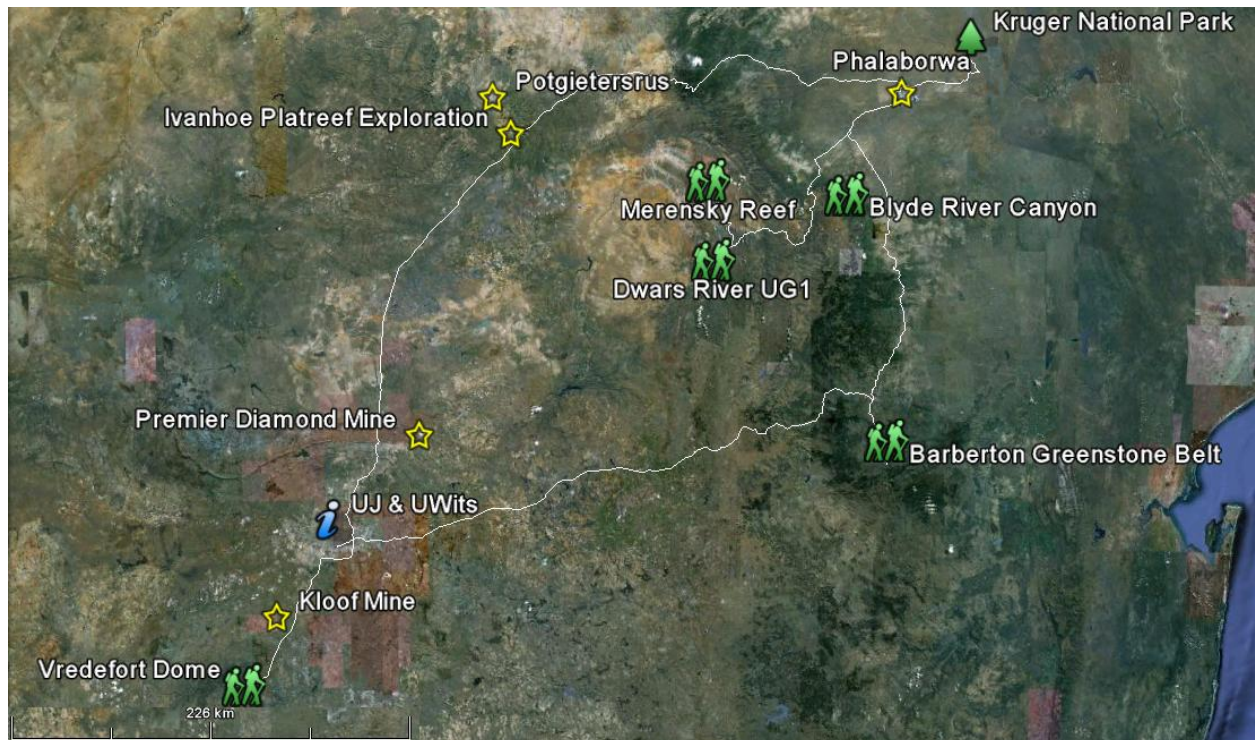 Kruger National Park
Phalaborwa
Potgietersrus
Ivanhoe Platreef Exploration
Merensky Reef
Blyde River Canyon
Dwars River UG1
Premier Diamond Mine
Barberton Greenstone Belt
i
UJ & UWits
Kloof Mine
Vredefort Dome
226 km